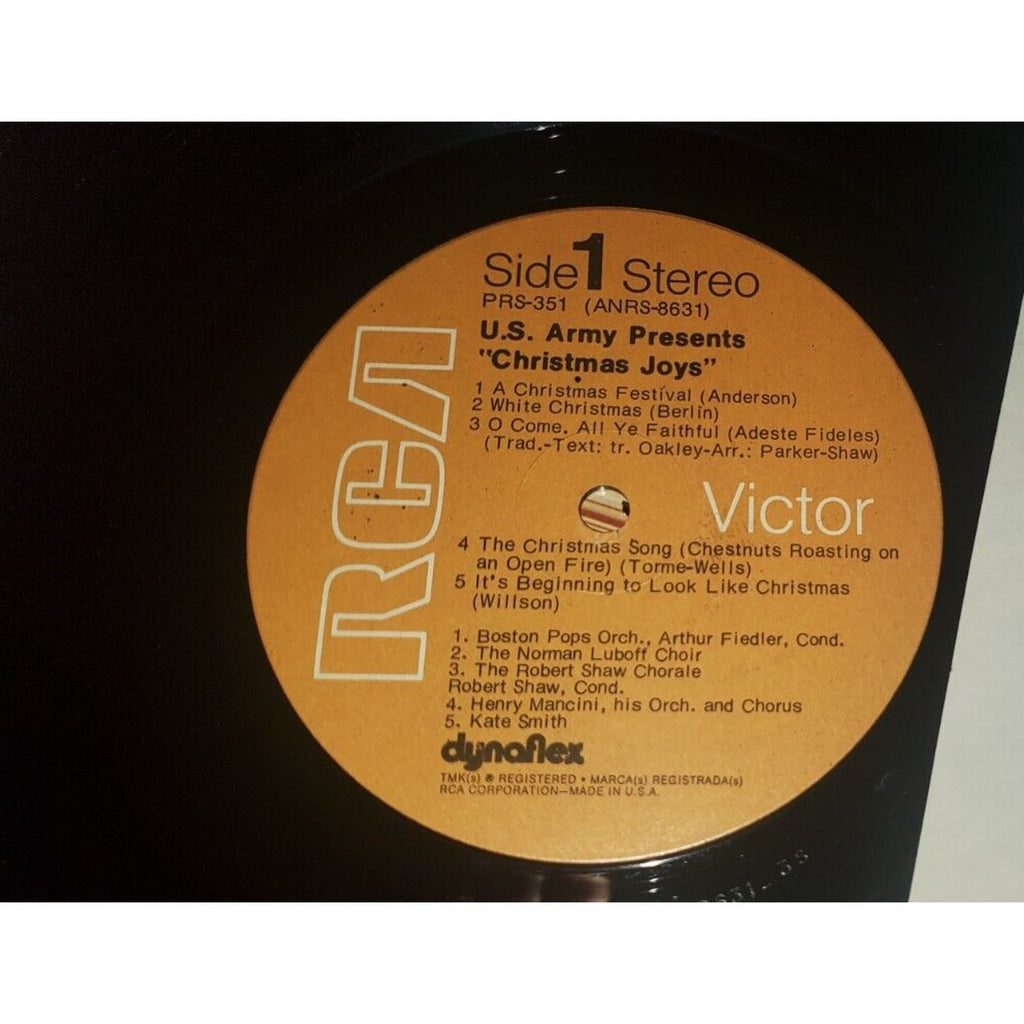 Side 1 Stereo
PRS-351 (ANRS-8631)
U.S. Army Presents
"Christmas Joys"
1 A Christmas Festival (Anderson)
2 White Christmas (Berlin)
3 O Come, All Ye Faithful (Adeste Fideles)
(Trad.-Text: tr. Oakley-Arr.: Parker-Shaw)
RCA
Victor
4 The Christmas Song (Chestnuts Roasting on
an Open Fire) (Torme-Wells)
5 It's Beginning to Look Like Christmas
(Willson)
1. Boston Pops Orch., Arthur Fiedler, Cond.
2. The Norman Luboff Choir
3. The Robert Shaw Chorale
Robert Shaw, Cond.
4. Henry Mancini, his Orch. and Chorus
5. Kate Smith
dynaflex
TMK(s) ® REGISTERED • MARCA(s) REGISTRADA(s)
RCA CORPORATION—MADE IN U.S.A.